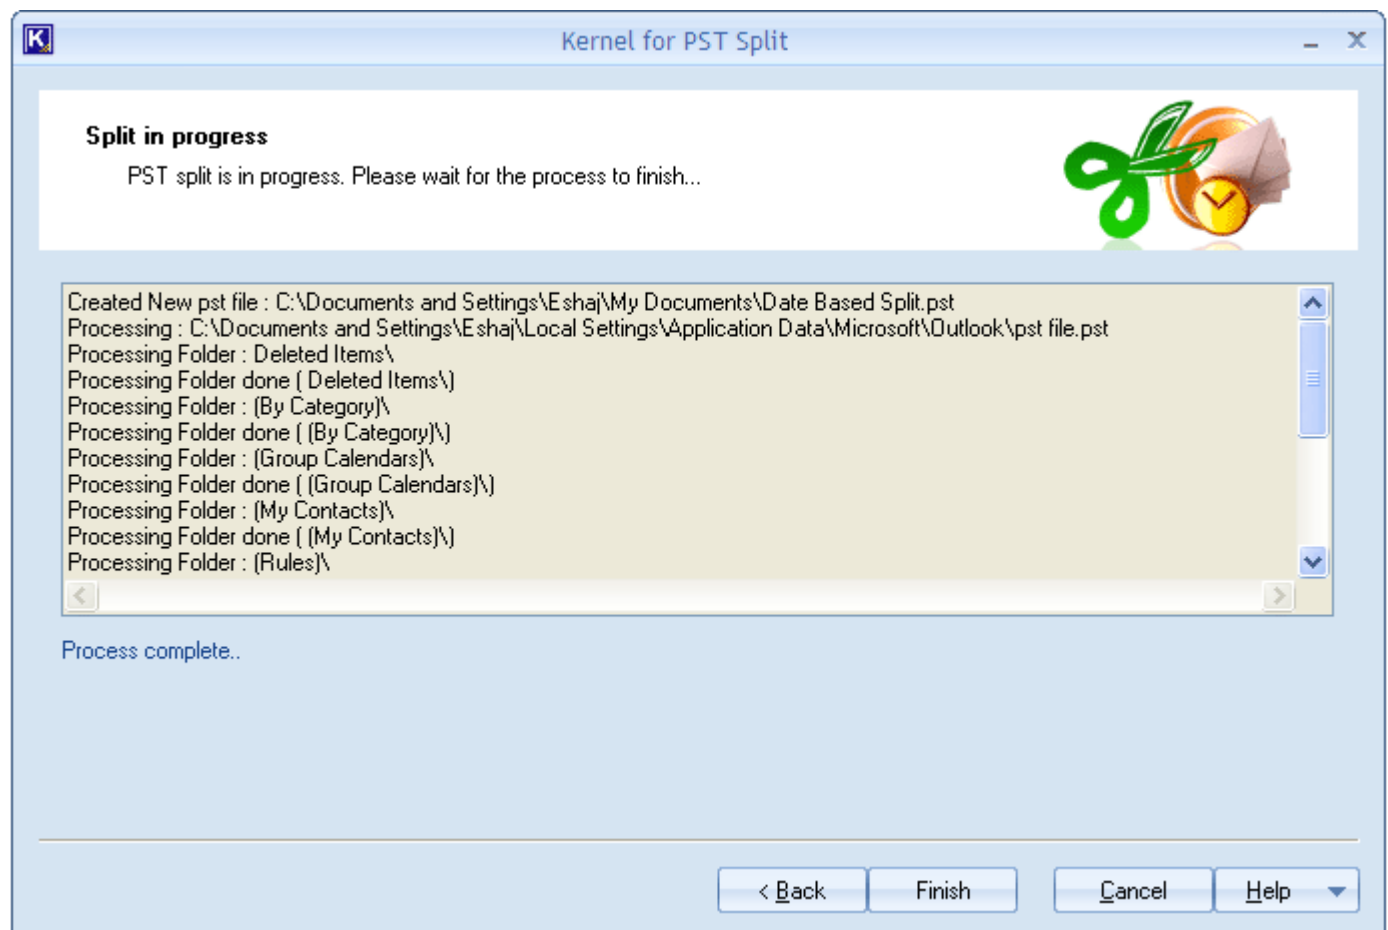 K
Kernel for PST Split
Split in progress
PST split is in progress. Please wait for the process to finish...
Created New pst file : C:\Documents and Settings\Eshaj\My Documents\Date Based Split.pst
Processing : C:\Documents and Settings\Eshaj\Local Settings\Application Data\Microsoft\Outlook\pst file.pst
Processing Folder : Deleted Items\
Processing Folder done ( Deleted Items\)
Processing Folder : (By Category)\
Processing Folder done ( (By Category)\)
Processing Folder : (Group Calendars)\
Processing Folder done ( (Group Calendars)\)
Processing Folder : (My Contacts)\
Processing Folder done ( (My Contacts)\)
Processing Folder : (Rules)\
Process complete..
< Back
Finish
Cancel
Help